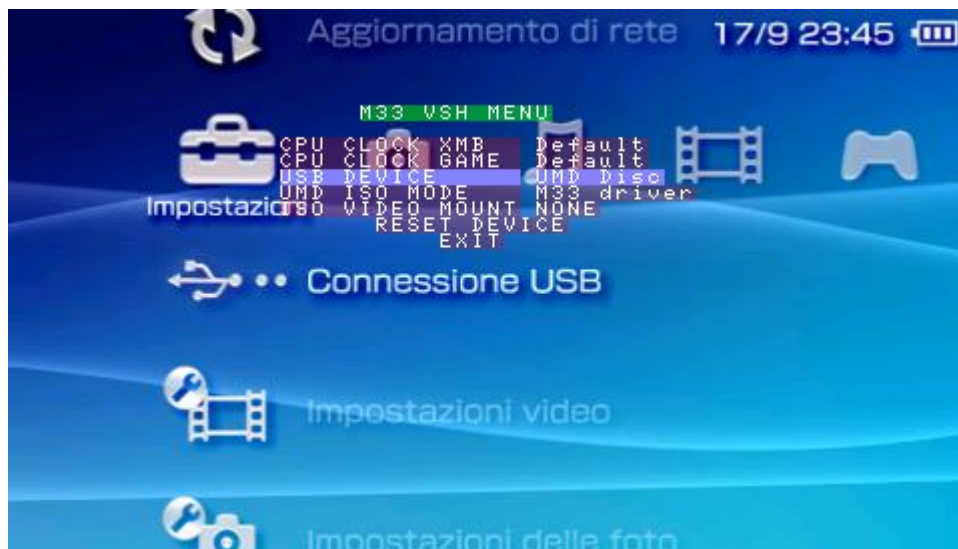 Aggiornamento di rete 17/9 23:45
M33 VSH MENU
CPU CLOCK XMB Default
CPU CLOCK GAME Default
USB DEVICE UMD Disc
UMD ISO MODE M33 driver
Impostazioni ISO VIDEO MOUNT NONE
RESET DEVICE
EXIT
Connessione USB
Impostazioni video
Impostazioni delle foto